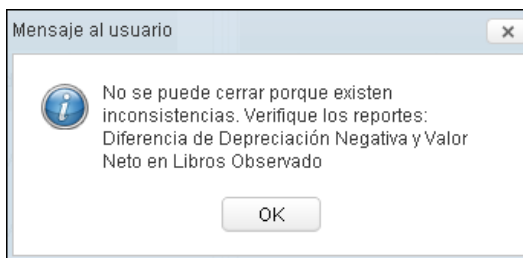 Mensaje al usuario
No se puede cerrar porque existen
inconsistencias. Verifique los reportes:
Diferencia de Depreciación Negativa y Valor
Neto en Libros Observado
OK